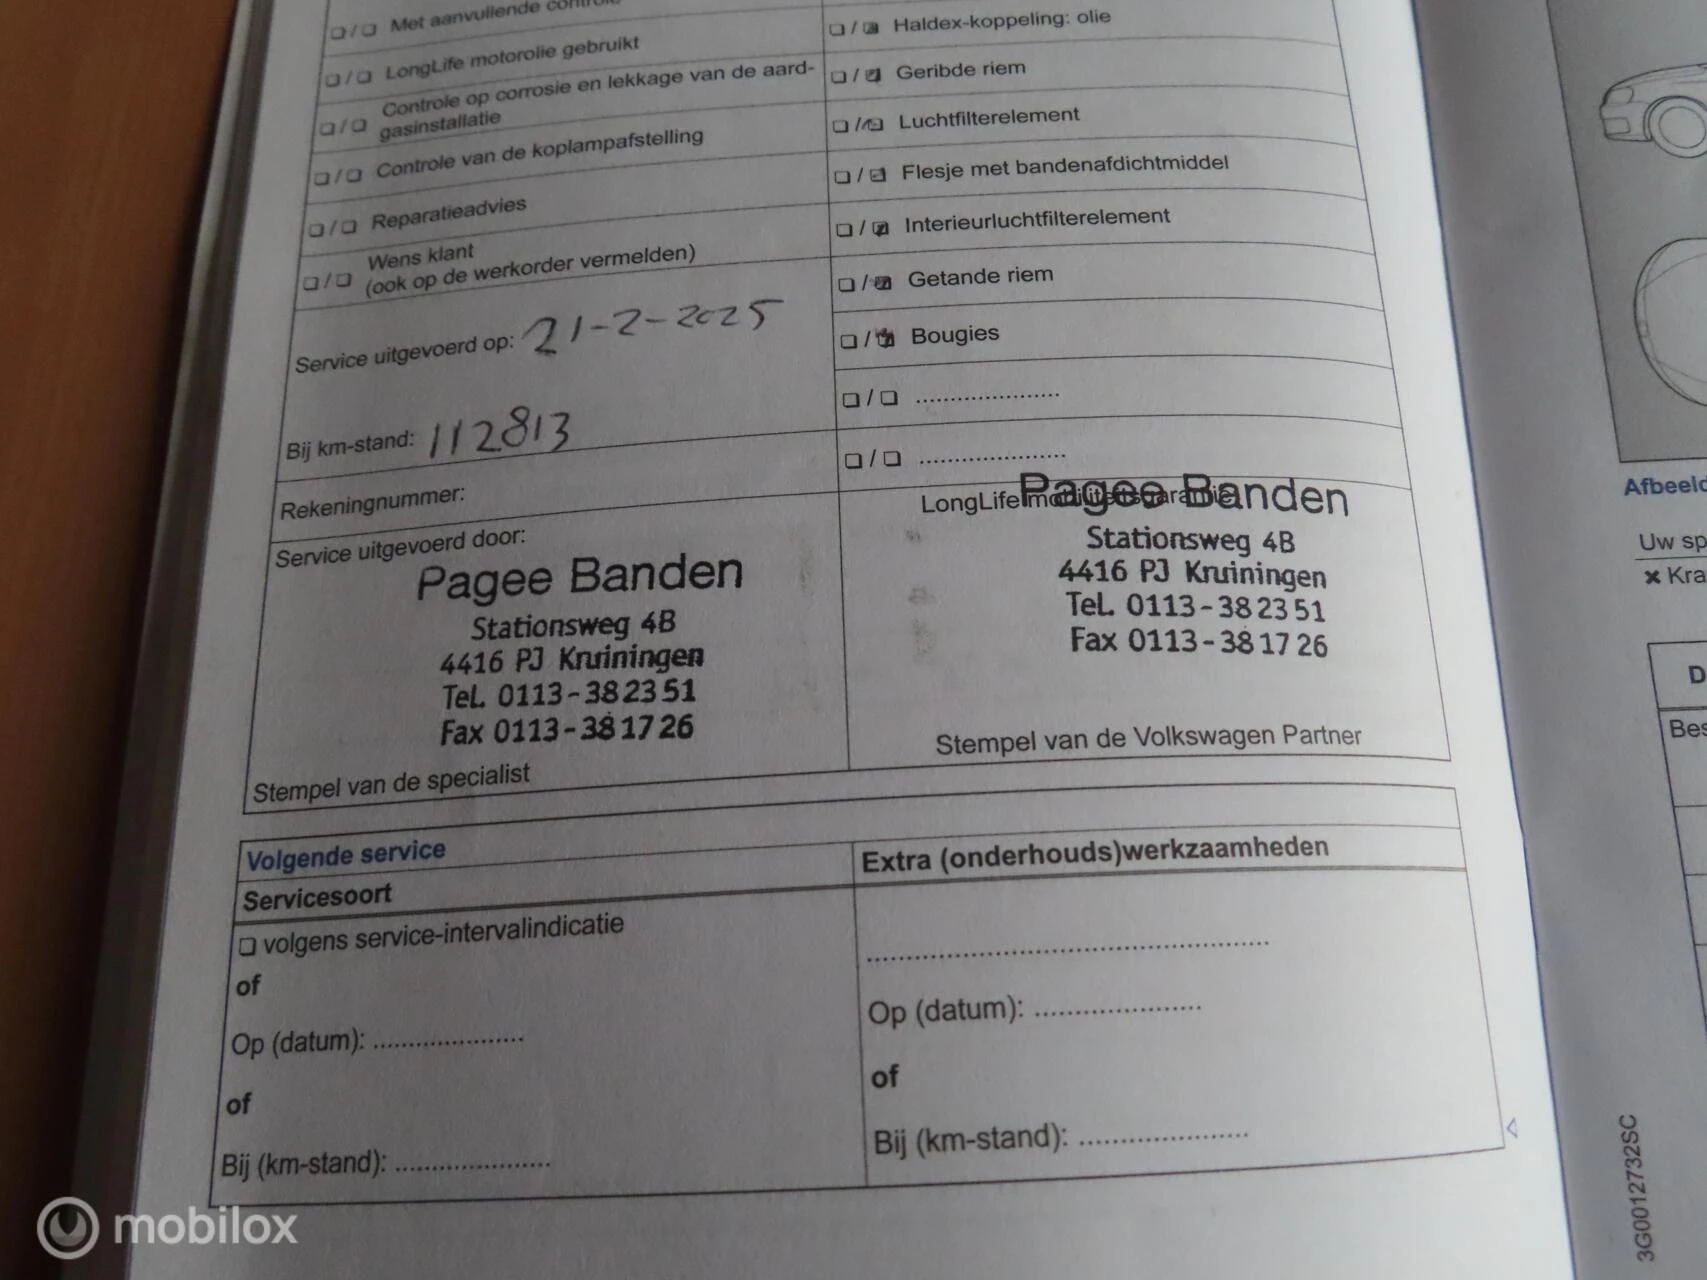 ❏ / ❏ Met aanvullende controle
❏ / ❏ LongLife motorolie gebruikt
❏ / ❏ Controle op corrosie en lekkage van de aard-
gasinstallatie
❏ / ❏ Controle van de koplampafstelling
❏ / ❏ Reparatieadvies
❏ / ❏ Wens klant
(ook op de werkorder vermelden)
Service uitgevoerd op: 21-2-2025
Bij km-stand: 112813
Rekeningnummer:
Service uitgevoerd door:
Pagee Banden
Stationsweg 4B
4416 PJ Kruiningen
Tel. 0113-382351
Fax 0113-381726
Stempel van de specialist
❏ / ❏ Haldex-koppeling: olie
❏ / ❏ Geribde riem
❏ / ❏ Luchtfilterelement
❏ / ❏ Flesje met bandenafdichtmiddel
❏ / ❏ Interieurluchtfilterelement
❏ / ❏ Getande riem
❏ / ❏ Bougies
❏ / ❏ ......................
❏ / ❏ ......................
LongLife mobiliteitsgarantie
Pagee Banden
Stationsweg 4B
4416 PJ Kruiningen
Tel. 0113-382351
Fax 0113-381726
Stempel van de Volkswagen Partner
Volgende service
Servicesoort
❏ volgens service-intervalindicatie
of
Op (datum): ......................
of
Bij (km-stand): ......................
Extra (onderhouds)werkzaamheden
............................................................
Op (datum): ........................
of
Bij (km-stand): ........................
Afbeeld
Uw sp
× Kra
D
Bes
3G0012732SC
mobilox